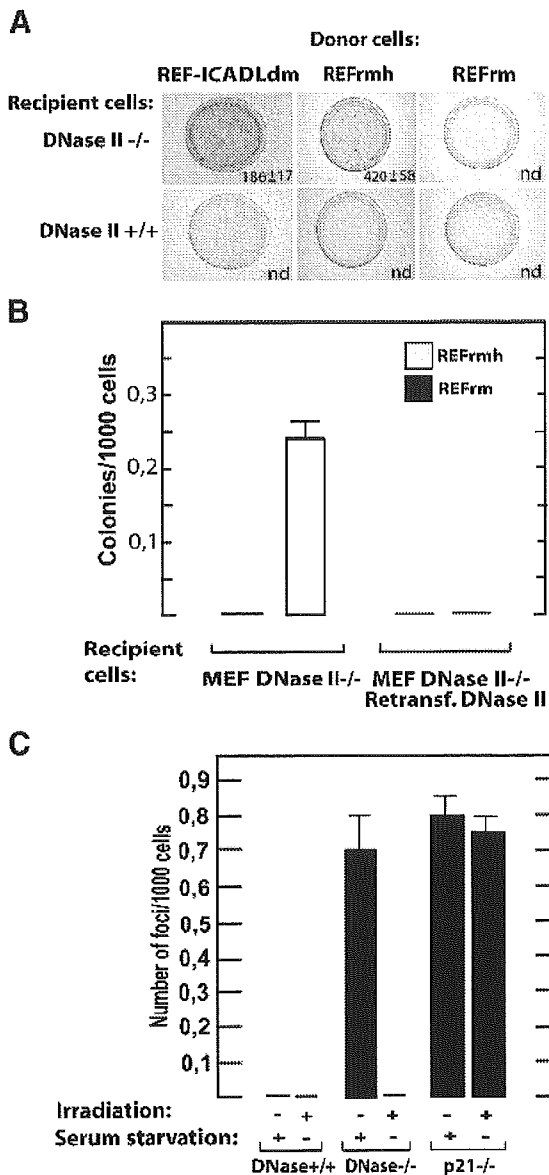 A
Donor cells:
REF-ICADLdm REFrmh REFrm
Recipient cells:
DNase II -/-
186±17 420±58 nd
DNase II +/+
nd nd nd
B
Colonies/1000 cells
0,3
0,2
0,1
REFrmh
REFrm
Recipient
cells:
MEF DNase II-/-
MEF DNase II-/-
Retransf. DNase II
C
Number of foci/1000 cells
0,9
0,8
0,7
0,6
0,5
0,4
0,3
0,2
0,1
Irradiation: - + - + - +
Serum starvation: + - + - + -
DNase+/+ DNase-/- p21-/-